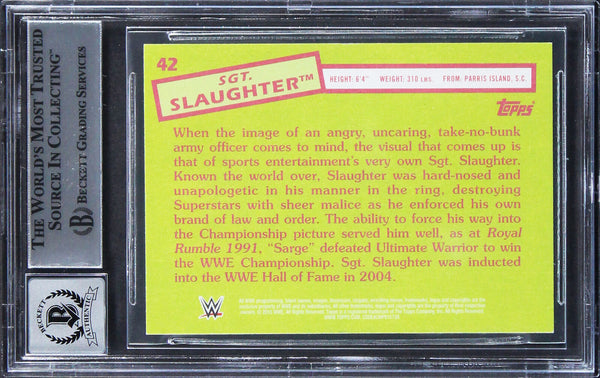 THE WORLD'S MOST TRUSTED
SOURCE IN COLLECTING™
BECKETT GRADING SERVICES
B
BECKETT
AUTHENTIC
42
SGT.
SLAUGHTER™
HEIGHT: 6'4" WEIGHT: 310 LBS. FROM: PARRIS ISLAND, S.C.
Topps
When the image of an angry, uncaring, take-no-bunk
army officer comes to mind, the visual that comes up is
that of sports entertainment's very own Sgt. Slaughter.
Known the world over, Slaughter was hard-nosed and
unapologetic in his manner in the ring, destroying
Superstars with sheer malice as he enforced his own
brand of law and order. The ability to force his way into
the Championship picture served him well, as at Royal
Rumble 1991, "Sarge" defeated Ultimate Warrior to win
the WWE Championship. Sgt. Slaughter was inducted
into the WWE Hall of Fame in 2004.
W